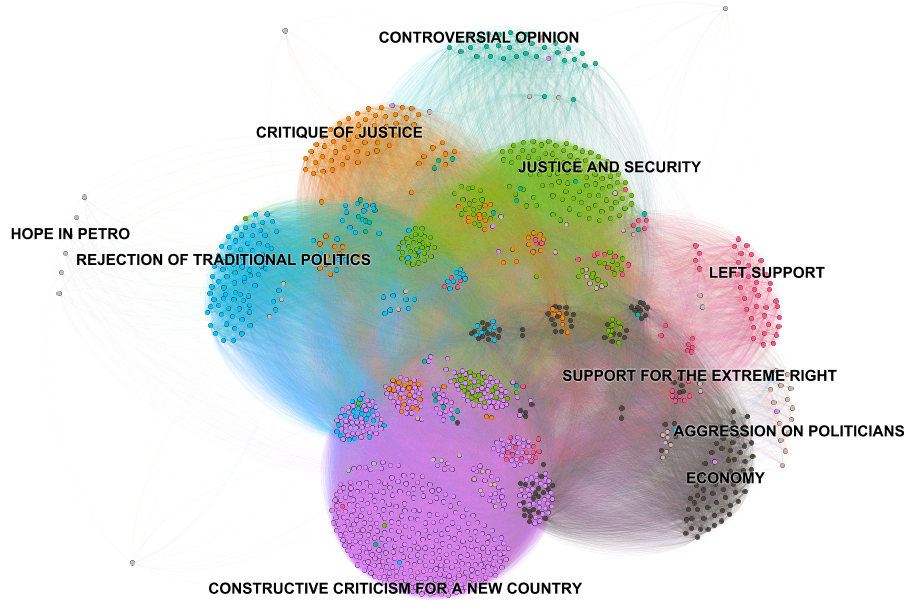 CONTROVERSIAL OPINION
CRITIQUE OF JUSTICE
JUSTICE AND SECURITY
HOPE IN PETRO
REJECTION OF TRADITIONAL POLITICS
LEFT SUPPORT
SUPPORT FOR THE EXTREME RIGHT
AGGRESSION ON POLITICIANS
ECONOMY
CONSTRUCTIVE CRITICISM FOR A NEW COUNTRY